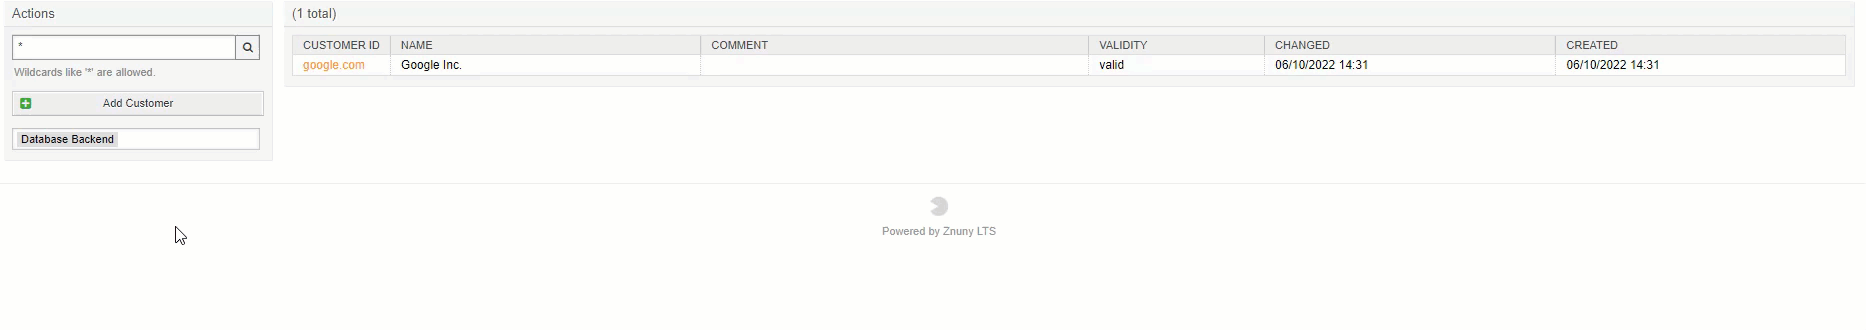 Actions
*
Wildcards like '*' are allowed.
Add Customer
Database Backend
(1 total)
CUSTOMER ID NAME COMMENT VALIDITY CHANGED CREATED
google.com Google Inc. valid 06/10/2022 14:31 06/10/2022 14:31
Powered by Znuny LTS